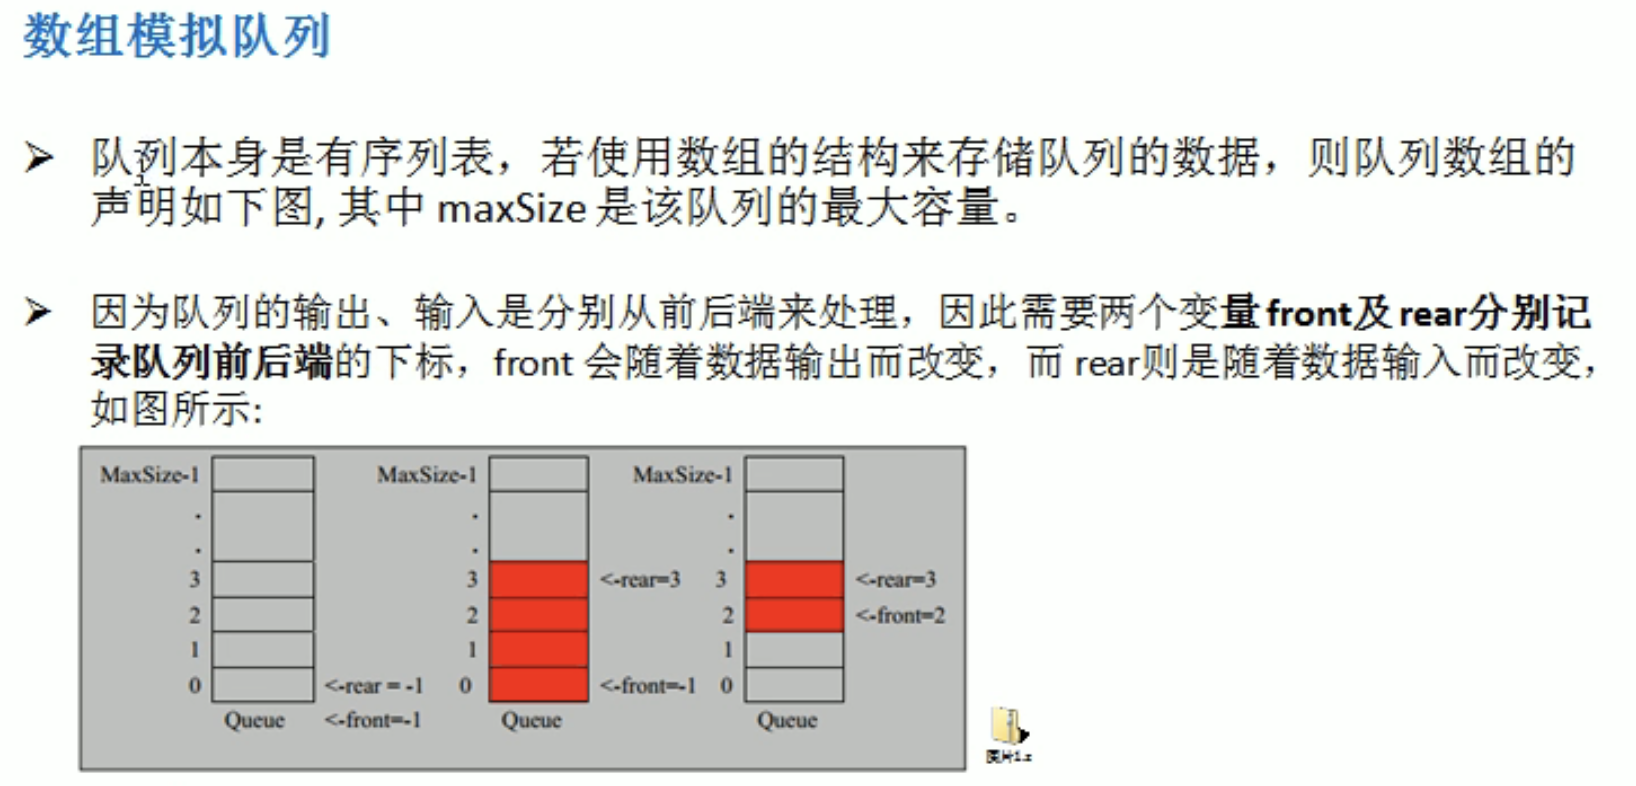 数组模拟队列
➤ 队列本身是有序列表，若使用数组的结构来存储队列的数据，则队列数组的
声明如下图, 其中 maxSize 是该队列的最大容量。
➤ 因为队列的输出、输入是分别从前后端来处理，因此需要两个变量front及 rear分别记
录队列前后端的下标，front 会随着数据输出而改变，而 rear则是随着数据输入而改变，
如图所示:
MaxSize-1 MaxSize-1 MaxSize-1
. . .
. . .
3 3 <-rear=3 3 <-rear=3
2 2 2 <-front=2
1 1 1
0 <-rear = -1 0 <-front=-1 0
Queue <-front=-1 Queue Queue
图片1.z